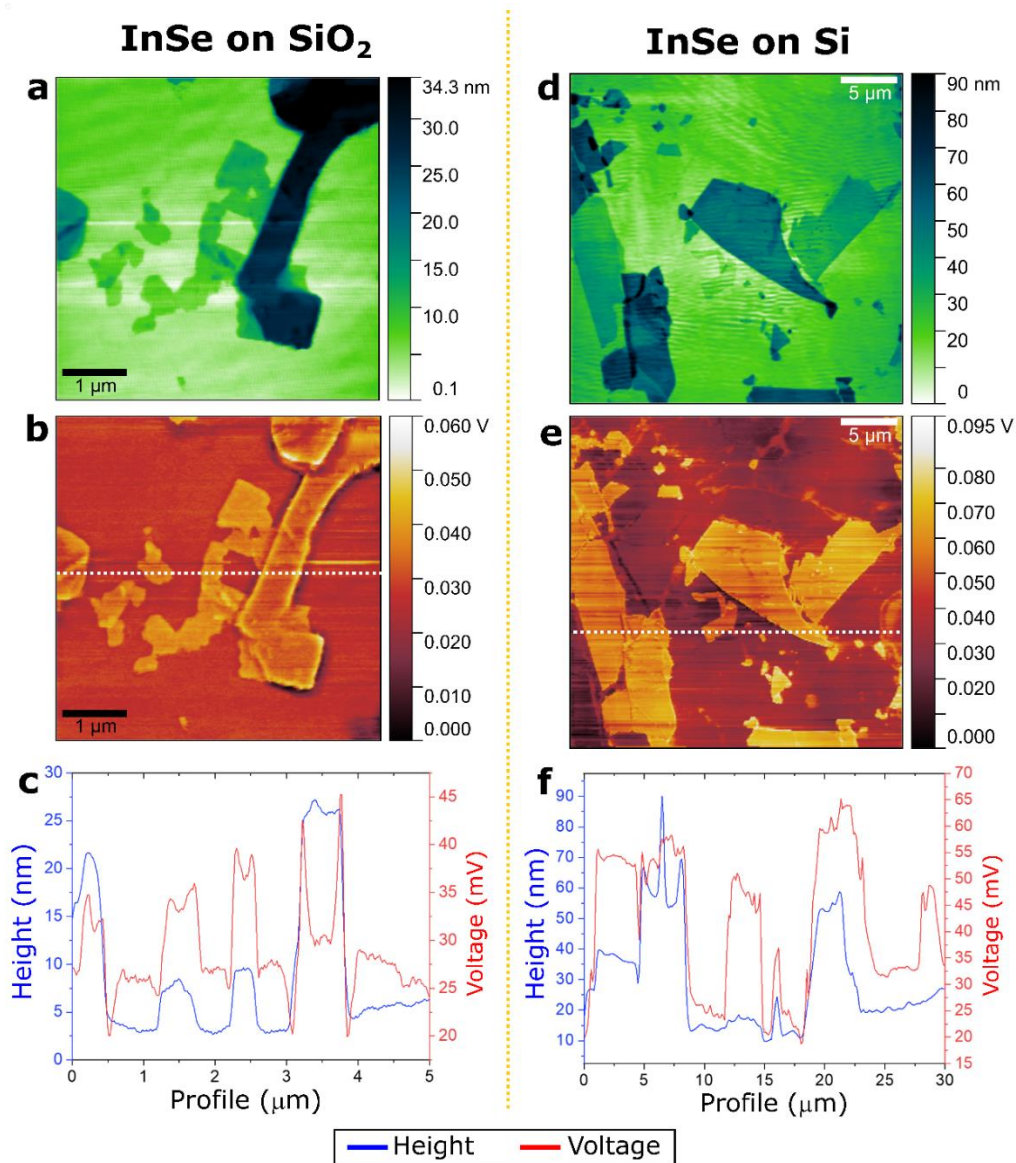 InSe on SiO₂
InSe on Si
a
34.3 nm
30.0
25.0
20.0
15.0
10.0
0.1
1 µm
d
5 µm
90 nm
80
70
60
50
40
30
20
0
b
0.060 V
0.050
0.040
0.030
0.020
0.010
0.000
1 µm
e
5 µm
0.095 V
0.080
0.070
0.060
0.050
0.040
0.030
0.020
0.000
c
Height (nm)
30
25
20
15
10
5
0
0 1 2 3 4 5
Profile (µm)
45
40
35
30
25
20
Voltage (mV)
f
Height (nm)
90
80
70
60
50
40
30
20
10
0 5 10 15 20 25 30
Profile (µm)
70
65
60
55
50
45
40
35
30
25
20
15
Voltage (mV)
Height Voltage